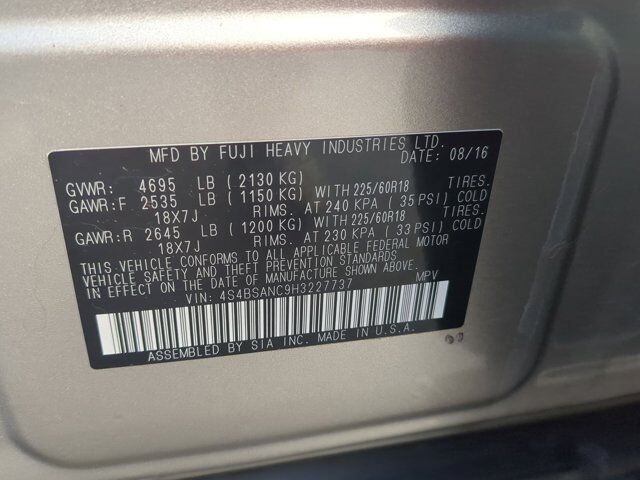 MFD BY FUJI HEAVY INDUSTRIES LTD.
DATE: 08/16
GVWR: 4695 LB (2130 KG)
GAWR:F 2535 LB (1150 KG) WITH 225/60R18 TIRES.
18X7J RIMS. AT 240 KPA (35 PSI) COLD
GAWR:R 2645 LB (1200 KG) WITH 225/60R18 TIRES.
18X7J RIMS. AT 230 KPA (33 PSI) COLD
THIS VEHICLE CONFORMS TO ALL APPLICABLE FEDERAL MOTOR
VEHICLE SAFETY AND THEFT PREVENTION STANDARDS
IN EFFECT ON THE DATE OF MANUFACTURE SHOWN ABOVE.
VIN: 4S4BSANC9H3227737 MPV
ASSEMBLED BY SIA INC. MADE IN U.S.A.